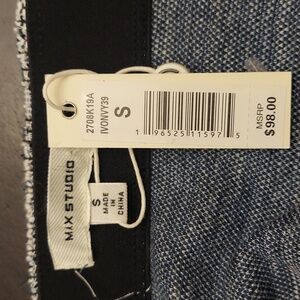 2708K19A
IVONVY39
S
1 96525 11597 5
MSRP
$98.00
MIX STUDIO
S
MADE
IN
CHINA